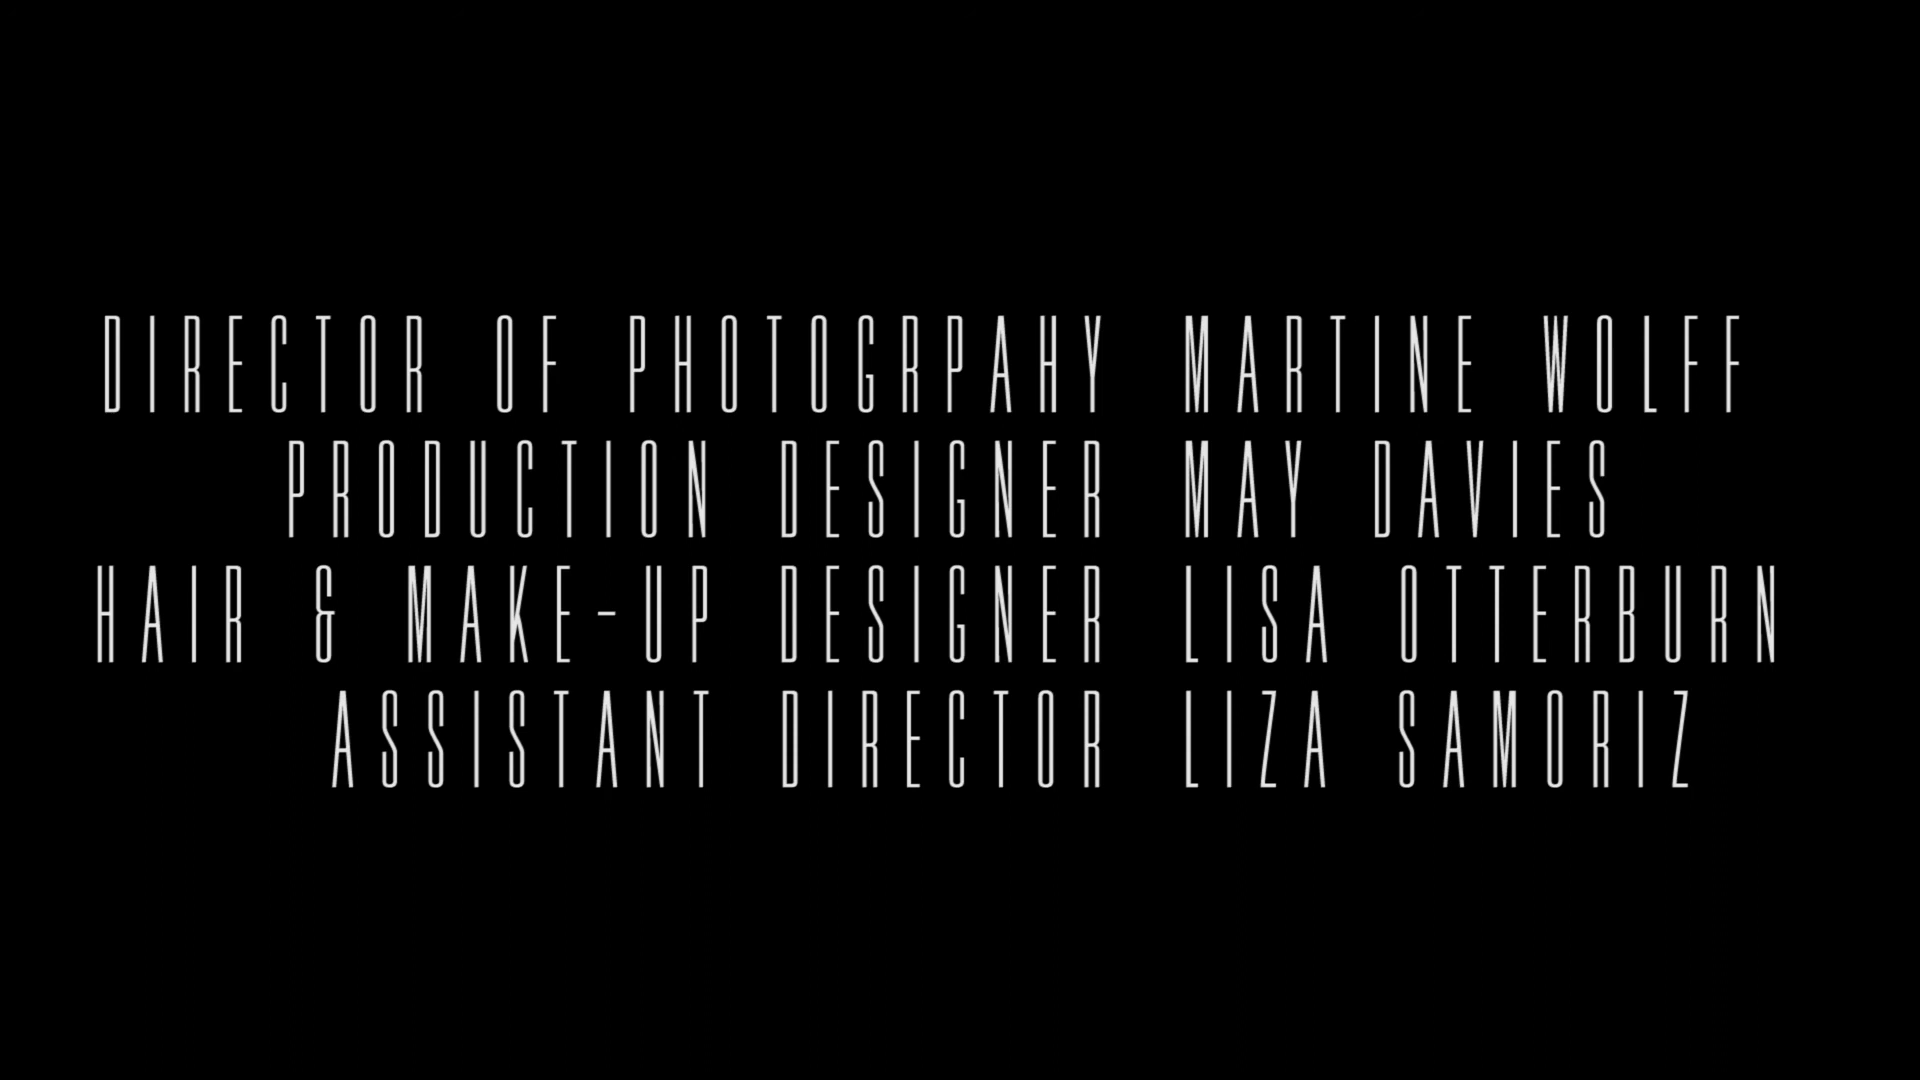 DIRECTOR OF PHOTOGRPAHY MARTINE WOLFF
PRODUCTION DESIGNER MAY DAVIES
HAIR & MAKE-UP DESIGNER LISA OTTERBURN
ASSISTANT DIRECTOR LIZA SAMORIZ